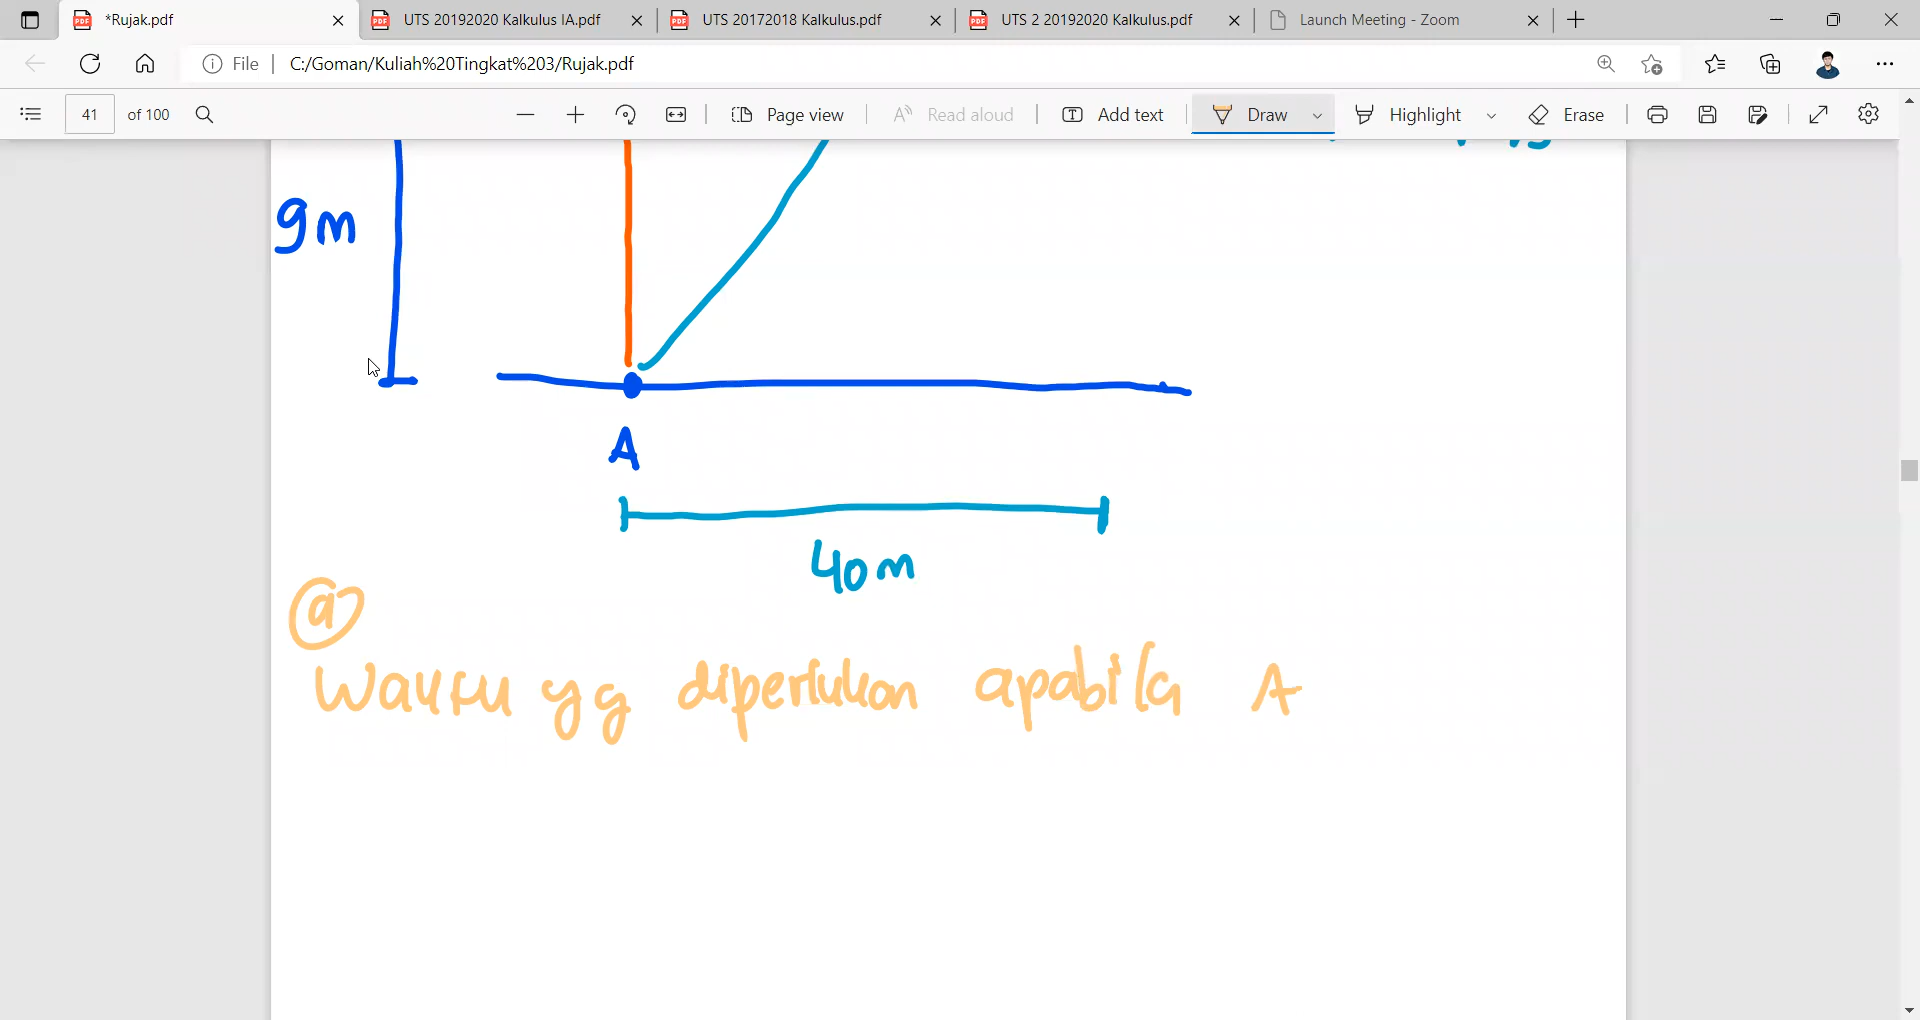 *Rujak.pdf
UTS 20192020 Kalkulus IA.pdf
UTS 20172018 Kalkulus.pdf
UTS 2 20192020 Kalkulus.pdf
Launch Meeting - Zoom
File
C:/Goman/Kuliah%20Tingkat%203/Rujak.pdf
41 of 100
Page view
Read aloud
Add text
Draw
Highlight
Erase
9m
A
40m
a
Waktu yg diperlukan apabila A